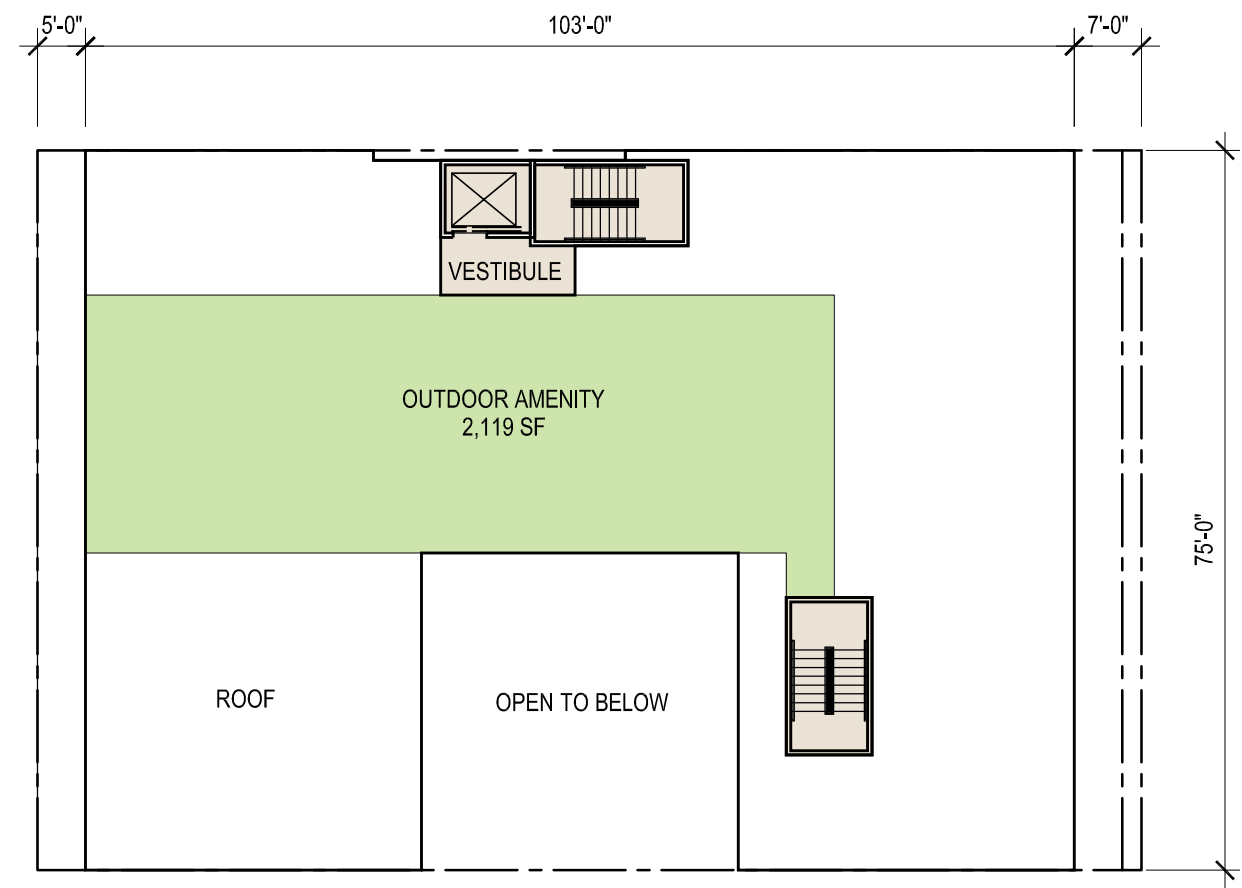 5'-0"
103'-0"
7'-0"
VESTIBULE
OUTDOOR AMENITY
2,119 SF
75'-0"
ROOF
OPEN TO BELOW